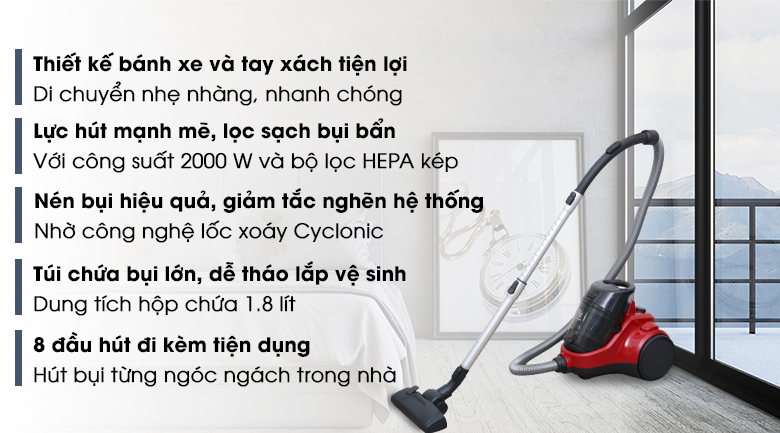 Thiết kế bánh xe và tay xách tiện lợi
Di chuyển nhẹ nhàng, nhanh chóng
Lực hút mạnh mẽ, lọc sạch bụi bẩn
Với công suất 2000 W và bộ lọc HEPA kép
Nén bụi hiệu quả, giảm tắc nghẽn hệ thống
Nhờ công nghệ lốc xoáy Cyclonic
Túi chứa bụi lớn, dễ tháo lắp vệ sinh
Dung tích hộp chứa 1.8 lít
8 đầu hút đi kèm tiện dụng
Hút bụi từng ngóc ngách trong nhà